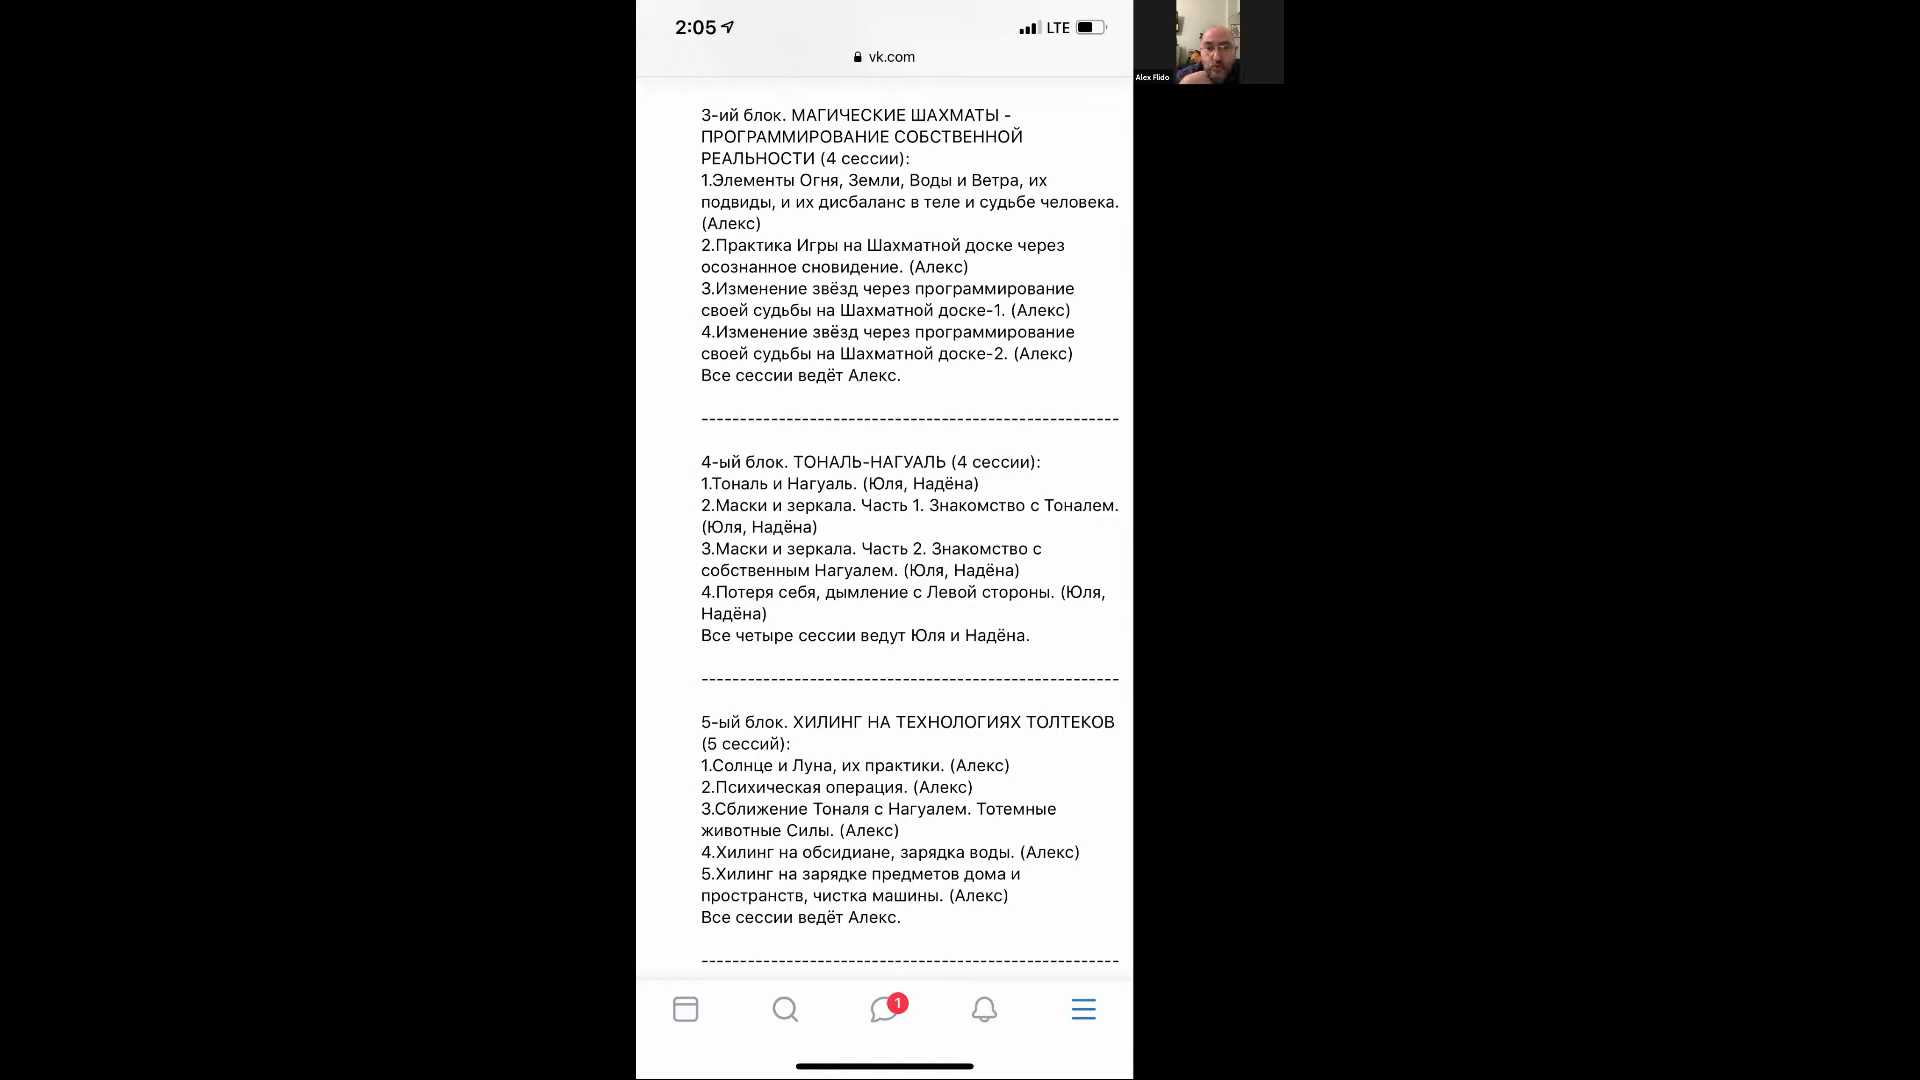 2:05
LTE
vk.com
Alex Flido
3-ий блок. МАГИЧЕСКИЕ ШАХМАТЫ -
ПРОГРАММИРОВАНИЕ СОБСТВЕННОЙ
РЕАЛЬНОСТИ (4 сессии):
1.Элементы Огня, Земли, Воды и Ветра, их
подвиды, и их дисбаланс в теле и судьбе человека.
(Алекс)
2.Практика Игры на Шахматной доске через
осознанное сновидение. (Алекс)
3.Изменение звёзд через программирование
своей судьбы на Шахматной доске-1. (Алекс)
4.Изменение звёзд через программирование
своей судьбы на Шахматной доске-2. (Алекс)
Все сессии ведёт Алекс.
------------------------------------------------------
4-ый блок. ТОНАЛЬ-НАГУАЛЬ (4 сессии):
1.Тональ и Нагуаль. (Юля, Надёна)
2.Маски и зеркала. Часть 1. Знакомство с Тоналем.
(Юля, Надёна)
3.Маски и зеркала. Часть 2. Знакомство с
собственным Нагуалем. (Юля, Надёна)
4.Потеря себя, дымление с Левой стороны. (Юля,
Надёна)
Все четыре сессии ведут Юля и Надёна.
------------------------------------------------------
5-ый блок. ХИЛИНГ НА ТЕХНОЛОГИЯХ ТОЛТЕКОВ
(5 сессий):
1.Солнце и Луна, их практики. (Алекс)
2.Психическая операция. (Алекс)
3.Сближение Тоналя с Нагуалем. Тотемные
животные Силы. (Алекс)
4.Хилинг на обсидиане, зарядка воды. (Алекс)
5.Хилинг на зарядке предметов дома и
пространств, чистка машины. (Алекс)
Все сессии ведёт Алекс.
------------------------------------------------------
1